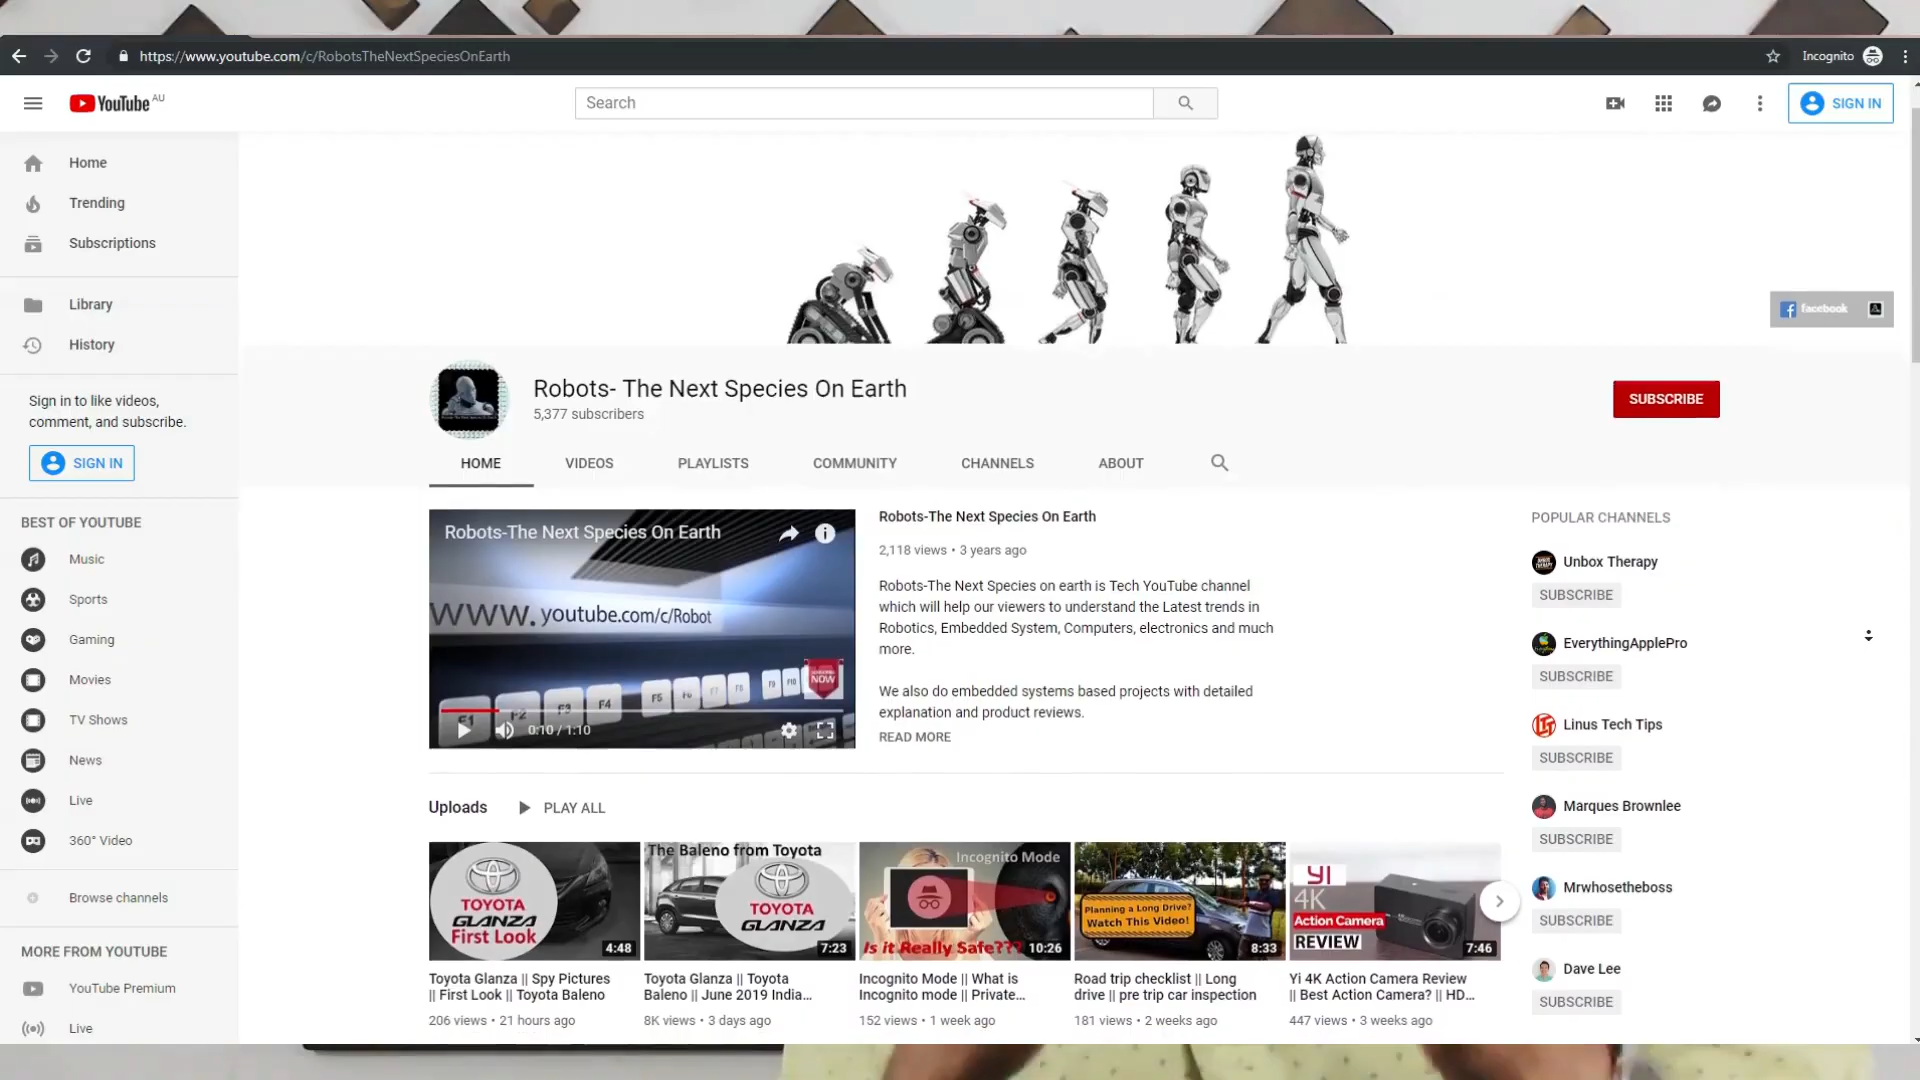 https://www.youtube.com/c/RobotsTheNextSpeciesOnEarth
Incognito
YouTube AU
Search
SIGN IN
Home
Trending
Subscriptions
Library
History
Sign in to like videos,
comment, and subscribe.
SIGN IN
BEST OF YOUTUBE
Music
Sports
Gaming
Movies
TV Shows
News
Live
360° Video
Browse channels
MORE FROM YOUTUBE
YouTube Premium
Live
facebook
Robots- The Next Species On Earth
5,377 subscribers
SUBSCRIBE
HOME
VIDEOS
PLAYLISTS
COMMUNITY
CHANNELS
ABOUT
Robots-The Next Species On Earth
WWW. youtube.com/c/Robot
F1 F2 F3 F4 F5 F6 F7 F8 F9 F10
NOW
0:10 / 1:10
Robots-The Next Species On Earth
2,118 views • 3 years ago
Robots-The Next Species on earth is Tech YouTube channel
which will help our viewers to understand the Latest trends in
Robotics, Embedded System, Computers, electronics and much
more.
We also do embedded systems based projects with detailed
explanation and product reviews.
READ MORE
Uploads
PLAY ALL
TOYOTA
GLANZA
First Look
4:48
Toyota Glanza || Spy Pictures
|| First Look || Toyota Baleno
206 views • 21 hours ago
The Baleno from Toyota
TOYOTA
GLANZA
7:23
Toyota Glanza || Toyota
Baleno || June 2019 India...
8K views • 3 days ago
Incognito Mode
Is it Really Safe???
10:26
Incognito Mode || What is
Incognito mode || Private...
152 views • 1 week ago
Planning a Long Drive?
Watch This Video!
8:33
Road trip checklist || Long
drive || pre trip car inspection
181 views • 2 weeks ago
YI
4K
Action Camera
REVIEW
7:46
Yi 4K Action Camera Review
|| Best Action Camera? || HD...
447 views • 3 weeks ago
POPULAR CHANNELS
Unbox Therapy
SUBSCRIBE
EverythingApplePro
SUBSCRIBE
Linus Tech Tips
SUBSCRIBE
Marques Brownlee
SUBSCRIBE
Mrwhosetheboss
SUBSCRIBE
Dave Lee
SUBSCRIBE